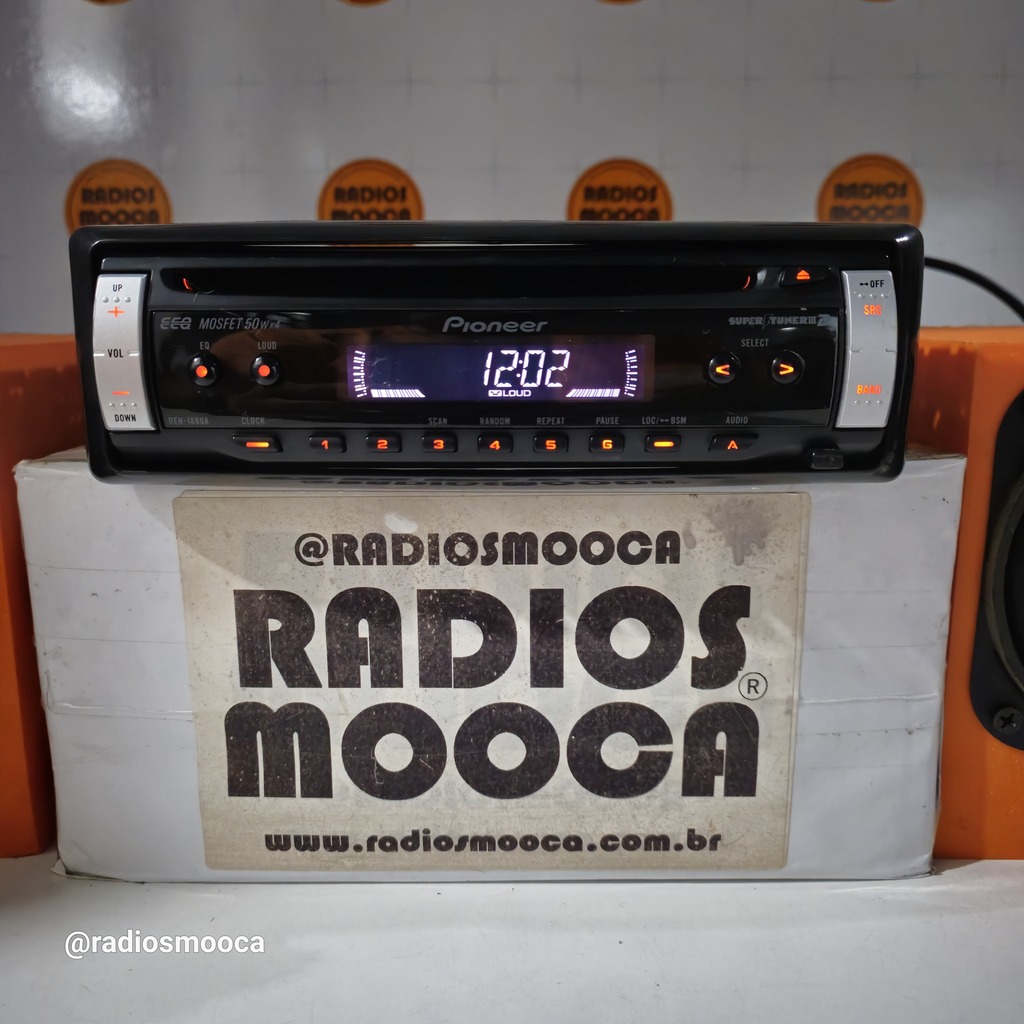 RADIOS
MOOCA
RADIOS
MOOCA
RADIOS
MOOCA
RADIOS
MOOCA
UP
+
VOL
-
DOWN
EEQ MOSFET 50Wx4
Pioneer
SUPER TUNER III
OFF
SRC
BAND
EQ
LOUD
SELECT
12:02
LOUD
< >
DEH-1880A
CLOCK
SCAN
RANDOM
REPEAT
PAUSE
LOC/ BSM
AUDIO
1 2 3 4 5 6
A
@RADIOSMOOCA
RADIOS
MOOCA®
www.radiosmooca.com.br
@radiosmooca